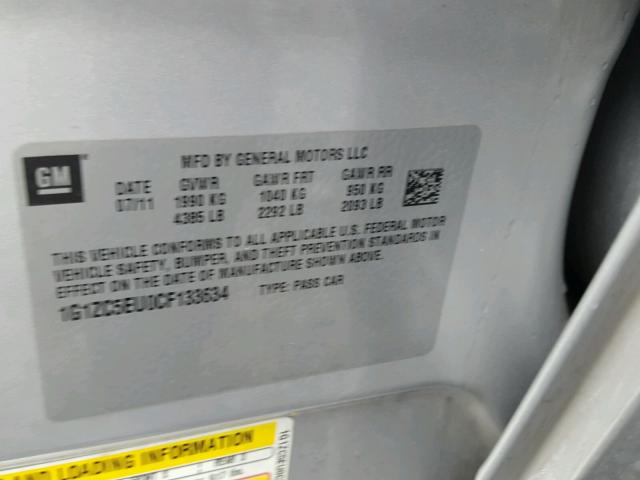 GM
MFD BY GENERAL MOTORS LLC
DATE GVWR GAWR FRT GAWR RR
07/11 1990 KG 1040 KG 950 KG
4385 LB 2292 LB 2093 LB
THIS VEHICLE CONFORMS TO ALL APPLICABLE U.S. FEDERAL MOTOR
VEHICLE SAFETY, BUMPER, AND THEFT PREVENTION STANDARDS IN
EFFECT ON THE DATE OF MANUFACTURE SHOWN ABOVE.
1G1ZC5EU0CF133634 TYPE: PASS CAR
AND LOADING INFORMATION